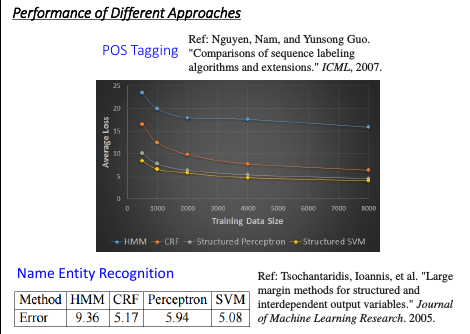 Performance of Different Approaches
POS Tagging
Ref: Nguyen, Nam, and Yunsong Guo.
"Comparisons of sequence labeling
algorithms and extensions." ICML, 2007.
Average Loss
25
20
15
10
5
0
0 1000 2000 3000 4000 5000 6000 7000 8000
Training Data Size
HMM CRF Structured Perceptron Structured SVM
Name Entity Recognition
Method HMM CRF Perceptron SVM
Error 9.36 5.17 5.94 5.08
Ref: Tsochantaridis, Ioannis, et al. "Large
margin methods for structured and
interdependent output variables." Journal
of Machine Learning Research. 2005.